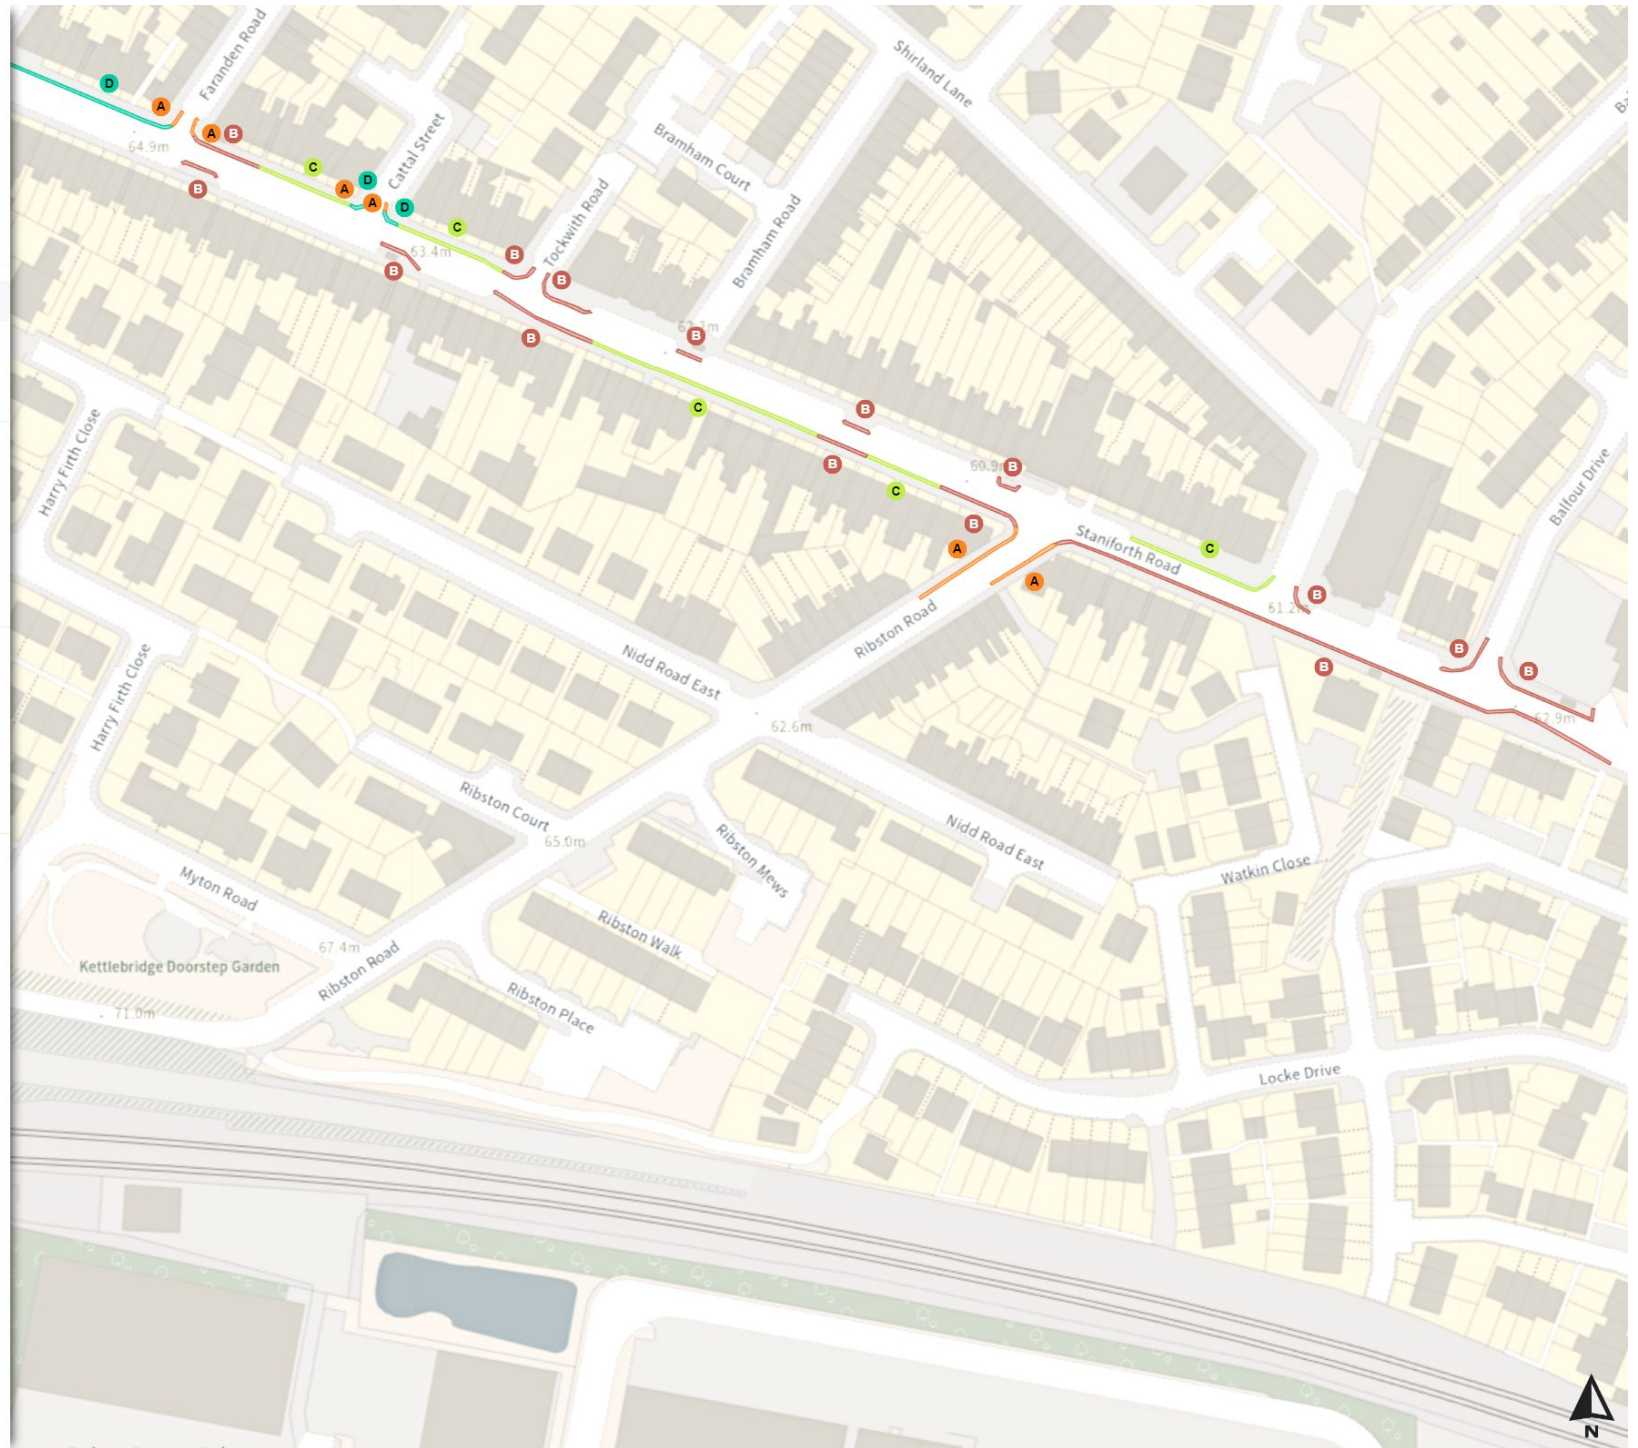 Faranden Road
Shirland Lane
D
A
A
B
64.9m
Cattal Street
Bramham Court
C
D
A
B
A
D
Tockwith Road
Bramham Road
C
63.4m
B
B
B
B
B
B
Harry Firth Close
C
B
B
60.9
B
C
Balfour Drive
B
A
Staniforth Road
C
A
B
61.2
Ribston Road
Nidd Road East
B
B
B
Harry Firth Close
62.6m
62.9m
Ribston Court
65.0m
Ribston Mews
Nidd Road East
Watkin Close
Myton Road
Ribston Walk
67.4m
Kettlebridge Doorstep Garden
Ribston Road
Ribston Place
71.0m
Locke Drive
N